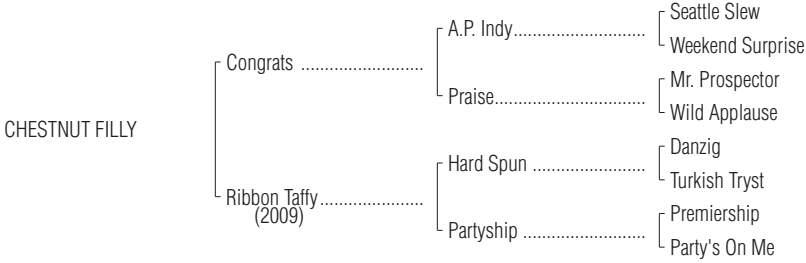 Seattle Slew
A.P. Indy..............................
Weekend Surprise
Congrats ...........................
Mr. Prospector
Praise..................................
Wild Applause
CHESTNUT FILLY
Danzig
Hard Spun .........................
Turkish Tryst
Ribbon Taffy.......................
(2009)
Premiership
Partyship ...........................
Party's On Me